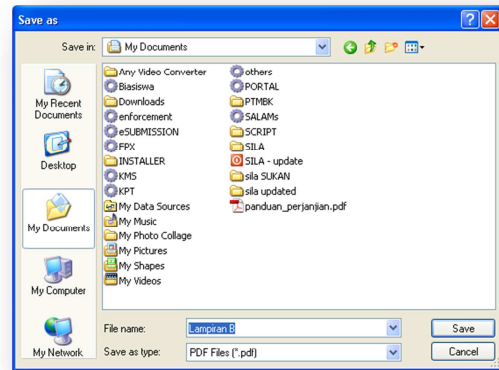 Save as
Save in:
My Documents
My Recent
Documents
Desktop
My Documents
My Computer
My Network
Any Video Converter
Biasiswa
Downloads
enforcement
eSUBMISSION
FPX
INSTALLER
KMS
KPT
My Data Sources
My Music
My Photo Collage
My Pictures
My Shapes
My Videos
others
PORTAL
PTMBK
SALAMs
SCRIPT
SILA
SILA - update
sila SUKAN
sila updated
panduan_perjanjian.pdf
File name:
Lampiran B
Save
Save as type:
PDF Files (*.pdf)
Cancel